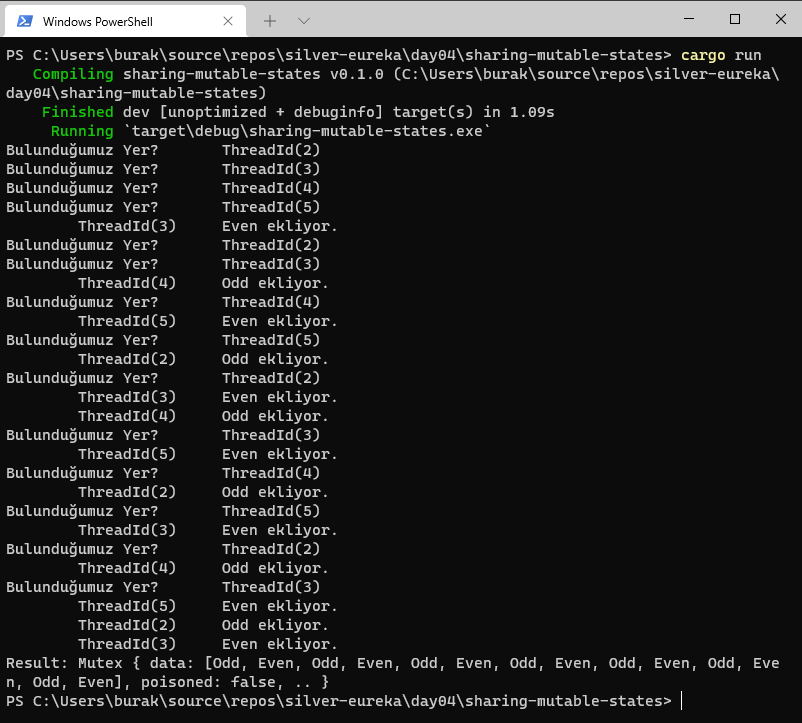 Windows PowerShell
PS C:\Users\burak\source\repos\silver-eureka\day04\sharing-mutable-states> cargo run
   Compiling sharing-mutable-states v0.1.0 (C:\Users\burak\source\repos\silver-eureka\
day04\sharing-mutable-states)
    Finished dev [unoptimized + debuginfo] target(s) in 1.09s
     Running `target\debug\sharing-mutable-states.exe`
Bulunduğumuz Yer?       ThreadId(2)
Bulunduğumuz Yer?       ThreadId(3)
Bulunduğumuz Yer?       ThreadId(4)
Bulunduğumuz Yer?       ThreadId(5)
        ThreadId(3)     Even ekliyor.
Bulunduğumuz Yer?       ThreadId(2)
Bulunduğumuz Yer?       ThreadId(3)
        ThreadId(4)     Odd ekliyor.
Bulunduğumuz Yer?       ThreadId(4)
        ThreadId(5)     Even ekliyor.
Bulunduğumuz Yer?       ThreadId(5)
        ThreadId(2)     Odd ekliyor.
Bulunduğumuz Yer?       ThreadId(2)
        ThreadId(3)     Even ekliyor.
        ThreadId(4)     Odd ekliyor.
Bulunduğumuz Yer?       ThreadId(3)
        ThreadId(5)     Even ekliyor.
Bulunduğumuz Yer?       ThreadId(4)
        ThreadId(2)     Odd ekliyor.
Bulunduğumuz Yer?       ThreadId(5)
        ThreadId(3)     Even ekliyor.
Bulunduğumuz Yer?       ThreadId(2)
        ThreadId(4)     Odd ekliyor.
Bulunduğumuz Yer?       ThreadId(3)
        ThreadId(5)     Even ekliyor.
        ThreadId(2)     Odd ekliyor.
        ThreadId(3)     Even ekliyor.
Result: Mutex { data: [Odd, Even, Odd, Even, Odd, Even, Odd, Even, Odd, Even, Odd, Eve
n, Odd, Even], poisoned: false, .. }
PS C:\Users\burak\source\repos\silver-eureka\day04\sharing-mutable-states>